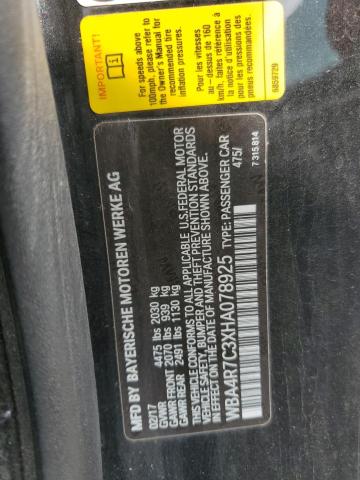 IMPORTANT!
For speeds above
100mph, please refer to
the Owner's Manual for
recommended tire
inflation pressures.
Pour les vitesses
au - dessus de 160
km/h. faites référence à
la notice d'utilisation
pour les pressions des
pneus recommandées.
6859729
MFD BY BAYERISCHE MOTOREN WERKE AG
02/17
GVWR 4475 lbs 2030 kg
GAWR FRONT 2070 lbs 939 kg
GAWR REAR 2491 lbs 1130 kg
THIS VEHICLE CONFORMS TO ALL APPLICABLE U.S.FEDERAL MOTOR
VEHICLE SAFETY, BUMPER AND THEFT PREVENTION STANDARDS
IN EFFECT ON THE DATE OF MANUFACTURE SHOWN ABOVE.
WBA4R7C3XHA078925 TYPE: PASSENGER CAR
475/
7315814